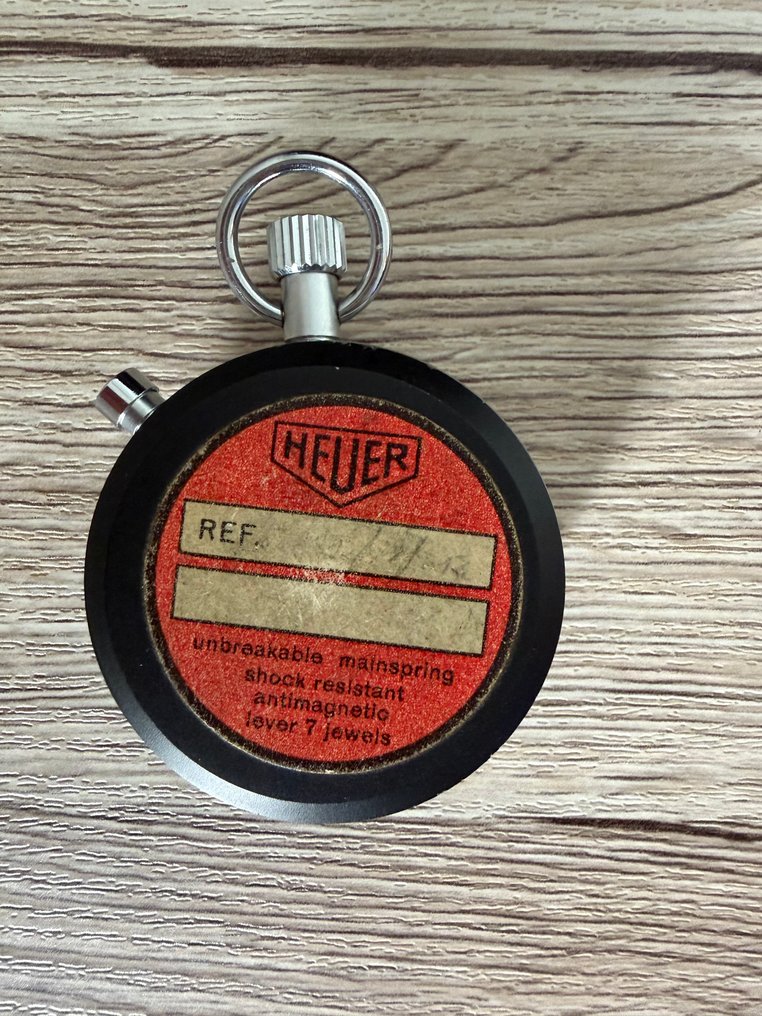 HEUER
REF.
unbreakable mainspring
shock resistant
antimagnetic
lever 7 jewels